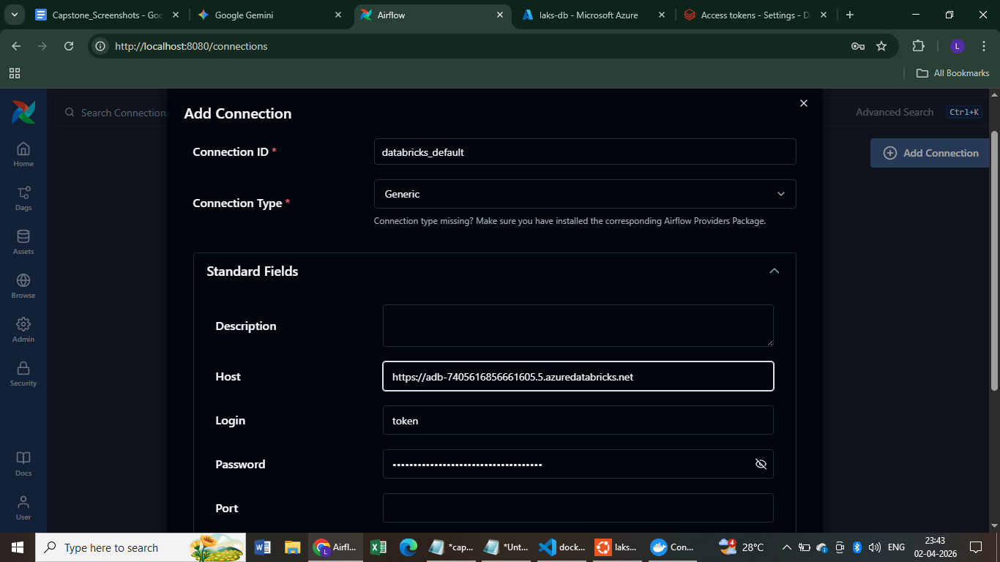 Capstone_Screenshots - Goo
Google Gemini
Airflow
laks-db - Microsoft Azure
Access tokens - Settings - Da
http://localhost:8080/connections
L
All Bookmarks
Search Connection
Advanced Search
Ctrl+K
Add Connection
Home
Dags
Assets
Browse
Admin
Security
Docs
User
Add Connection
Connection ID *
databricks_default
Connection Type *
Generic
Connection type missing? Make sure you have installed the corresponding Airflow Providers Package.
Standard Fields
Description
Host
https://adb-7405616856661605.5.azuredatabricks.net
Login
token
Password
••••••••••••••••••••••••••••••••••••
Port
Type here to search
Airfl...
*cap...
*Unt...
dock...
laks...
Con...
4
28°C
ENG
23:43
02-04-2026